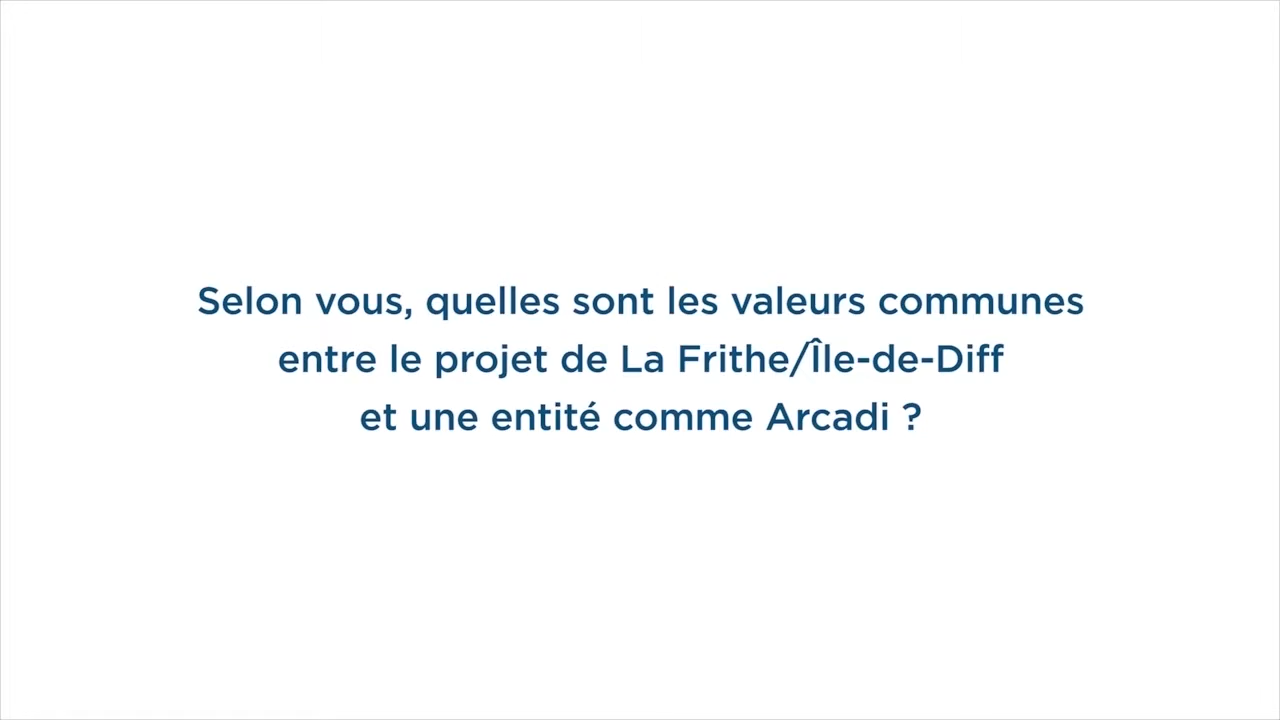 Selon vous, quelles sont les valeurs communes
entre le projet de La Frithe/Île-de-Diff
et une entité comme Arcadi ?